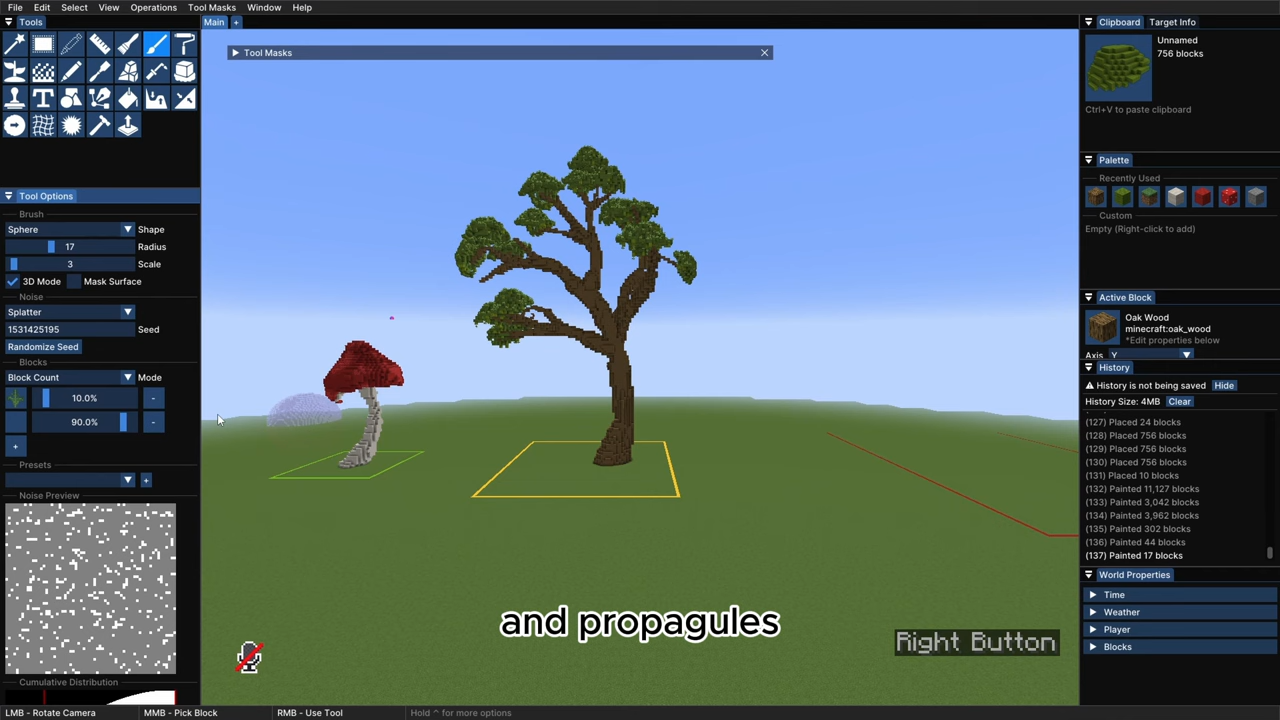 File Edit Select View Operations Tool Masks Window Help
Tools
Main +
Tool Masks
Clipboard Target Info
Unnamed
756 blocks
Ctrl+V to paste clipboard
Palette
Recently Used
Custom
Empty (Right-click to add)
Tool Options
Brush
Sphere Shape
17 Radius
3 Scale
3D Mode Mask Surface
Noise
Splatter
1531425195 Seed
Randomize Seed
Blocks
Block Count Mode
10.0% -
90.0% -
+
Presets
+
Noise Preview
Cumulative Distribution
Active Block
Oak Wood
minecraft:oak_wood
*Edit properties below
Axis Y
History
History is not being saved Hide
History Size: 4MB Clear
(127) Placed 24 blocks
(128) Placed 756 blocks
(129) Placed 756 blocks
(130) Placed 756 blocks
(131) Placed 10 blocks
(132) Painted 11,127 blocks
(133) Painted 3,042 blocks
(134) Painted 3,962 blocks
(135) Painted 302 blocks
(136) Painted 44 blocks
(137) Painted 17 blocks
World Properties
Time
Weather
Player
Blocks
and propagules
Right Button
LMB - Rotate Camera MMB - Pick Block RMB - Use Tool Hold ^ for more options